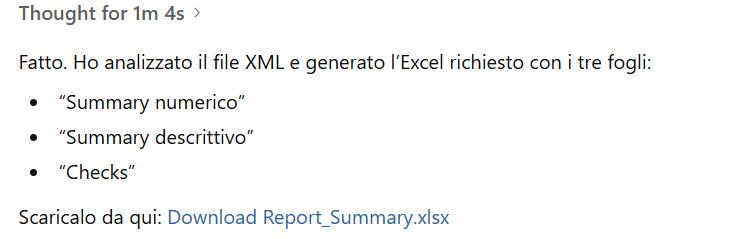 Thought for 1m 4s >
Fatto. Ho analizzato il file XML e generato l’Excel richiesto con i tre fogli:
• “Summary numerico”
• “Summary descrittivo”
• “Checks”
Scaricalo da qui: Download Report_Summary.xlsx